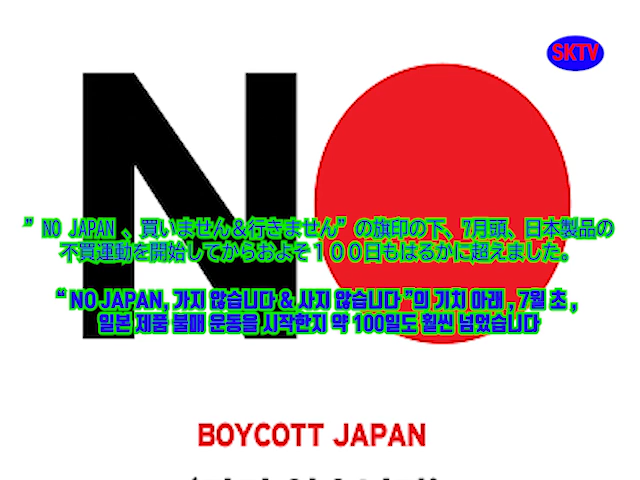 SKTV
NO
”NO JAPAN 、買いません＆行きません”の旗印の下、7月頭、日本製品の
不買運動を開始してからおよそ１００日もはるかに超えました。
“ NO JAPAN, 가지 않습니다 & 사지 않습니다 ”의 기치 아래 , 7월 초 ,
일본 제품 불매 운동을 시작한지 약 100일도 훨씬 넘었습니다
BOYCOTT JAPAN